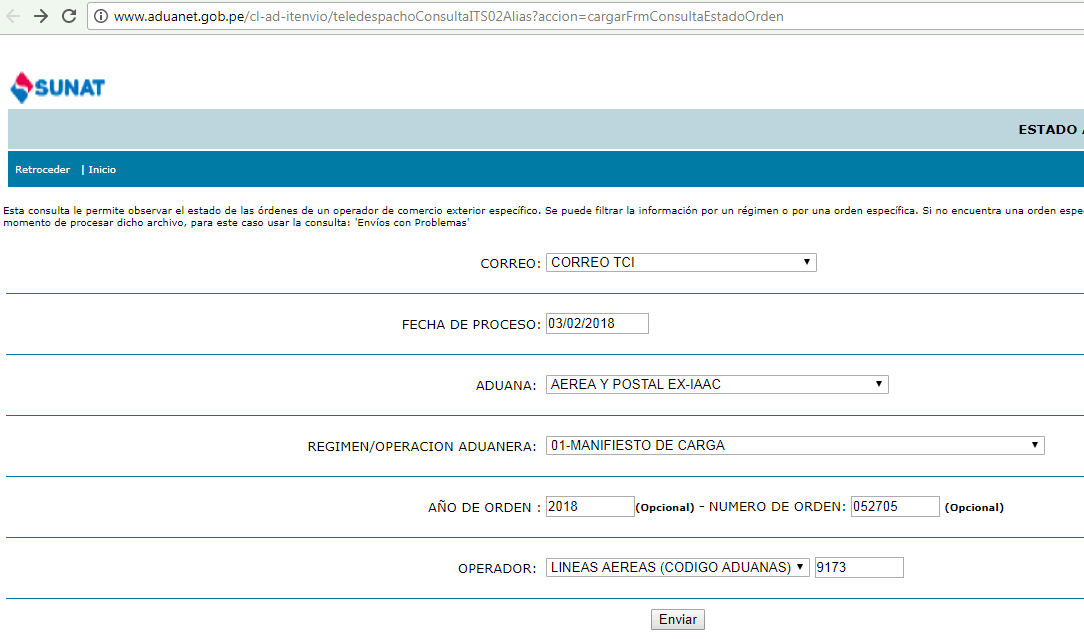 www.aduanet.gob.pe/cl-ad-itenvio/teledespachoConsultaITS02Alias?accion=cargarFrmConsultaEstadoOrden
SUNAT
ESTADO
Retroceder | Inicio
Esta consulta le permite observar el estado de las órdenes de un operador de comercio exterior específico. Se puede filtrar la información por un régimen o por una orden específica. Si no encuentra una orden espe
momento de procesar dicho archivo, para este caso usar la consulta: 'Envíos con Problemas'
CORREO: CORREO TCI
FECHA DE PROCESO: 03/02/2018
ADUANA: AEREA Y POSTAL EX-IAAC
REGIMEN/OPERACION ADUANERA: 01-MANIFIESTO DE CARGA
AÑO DE ORDEN : 2018 (Opcional) - NUMERO DE ORDEN: 052705 (Opcional)
OPERADOR: LINEAS AEREAS (CODIGO ADUANAS) 9173
Enviar